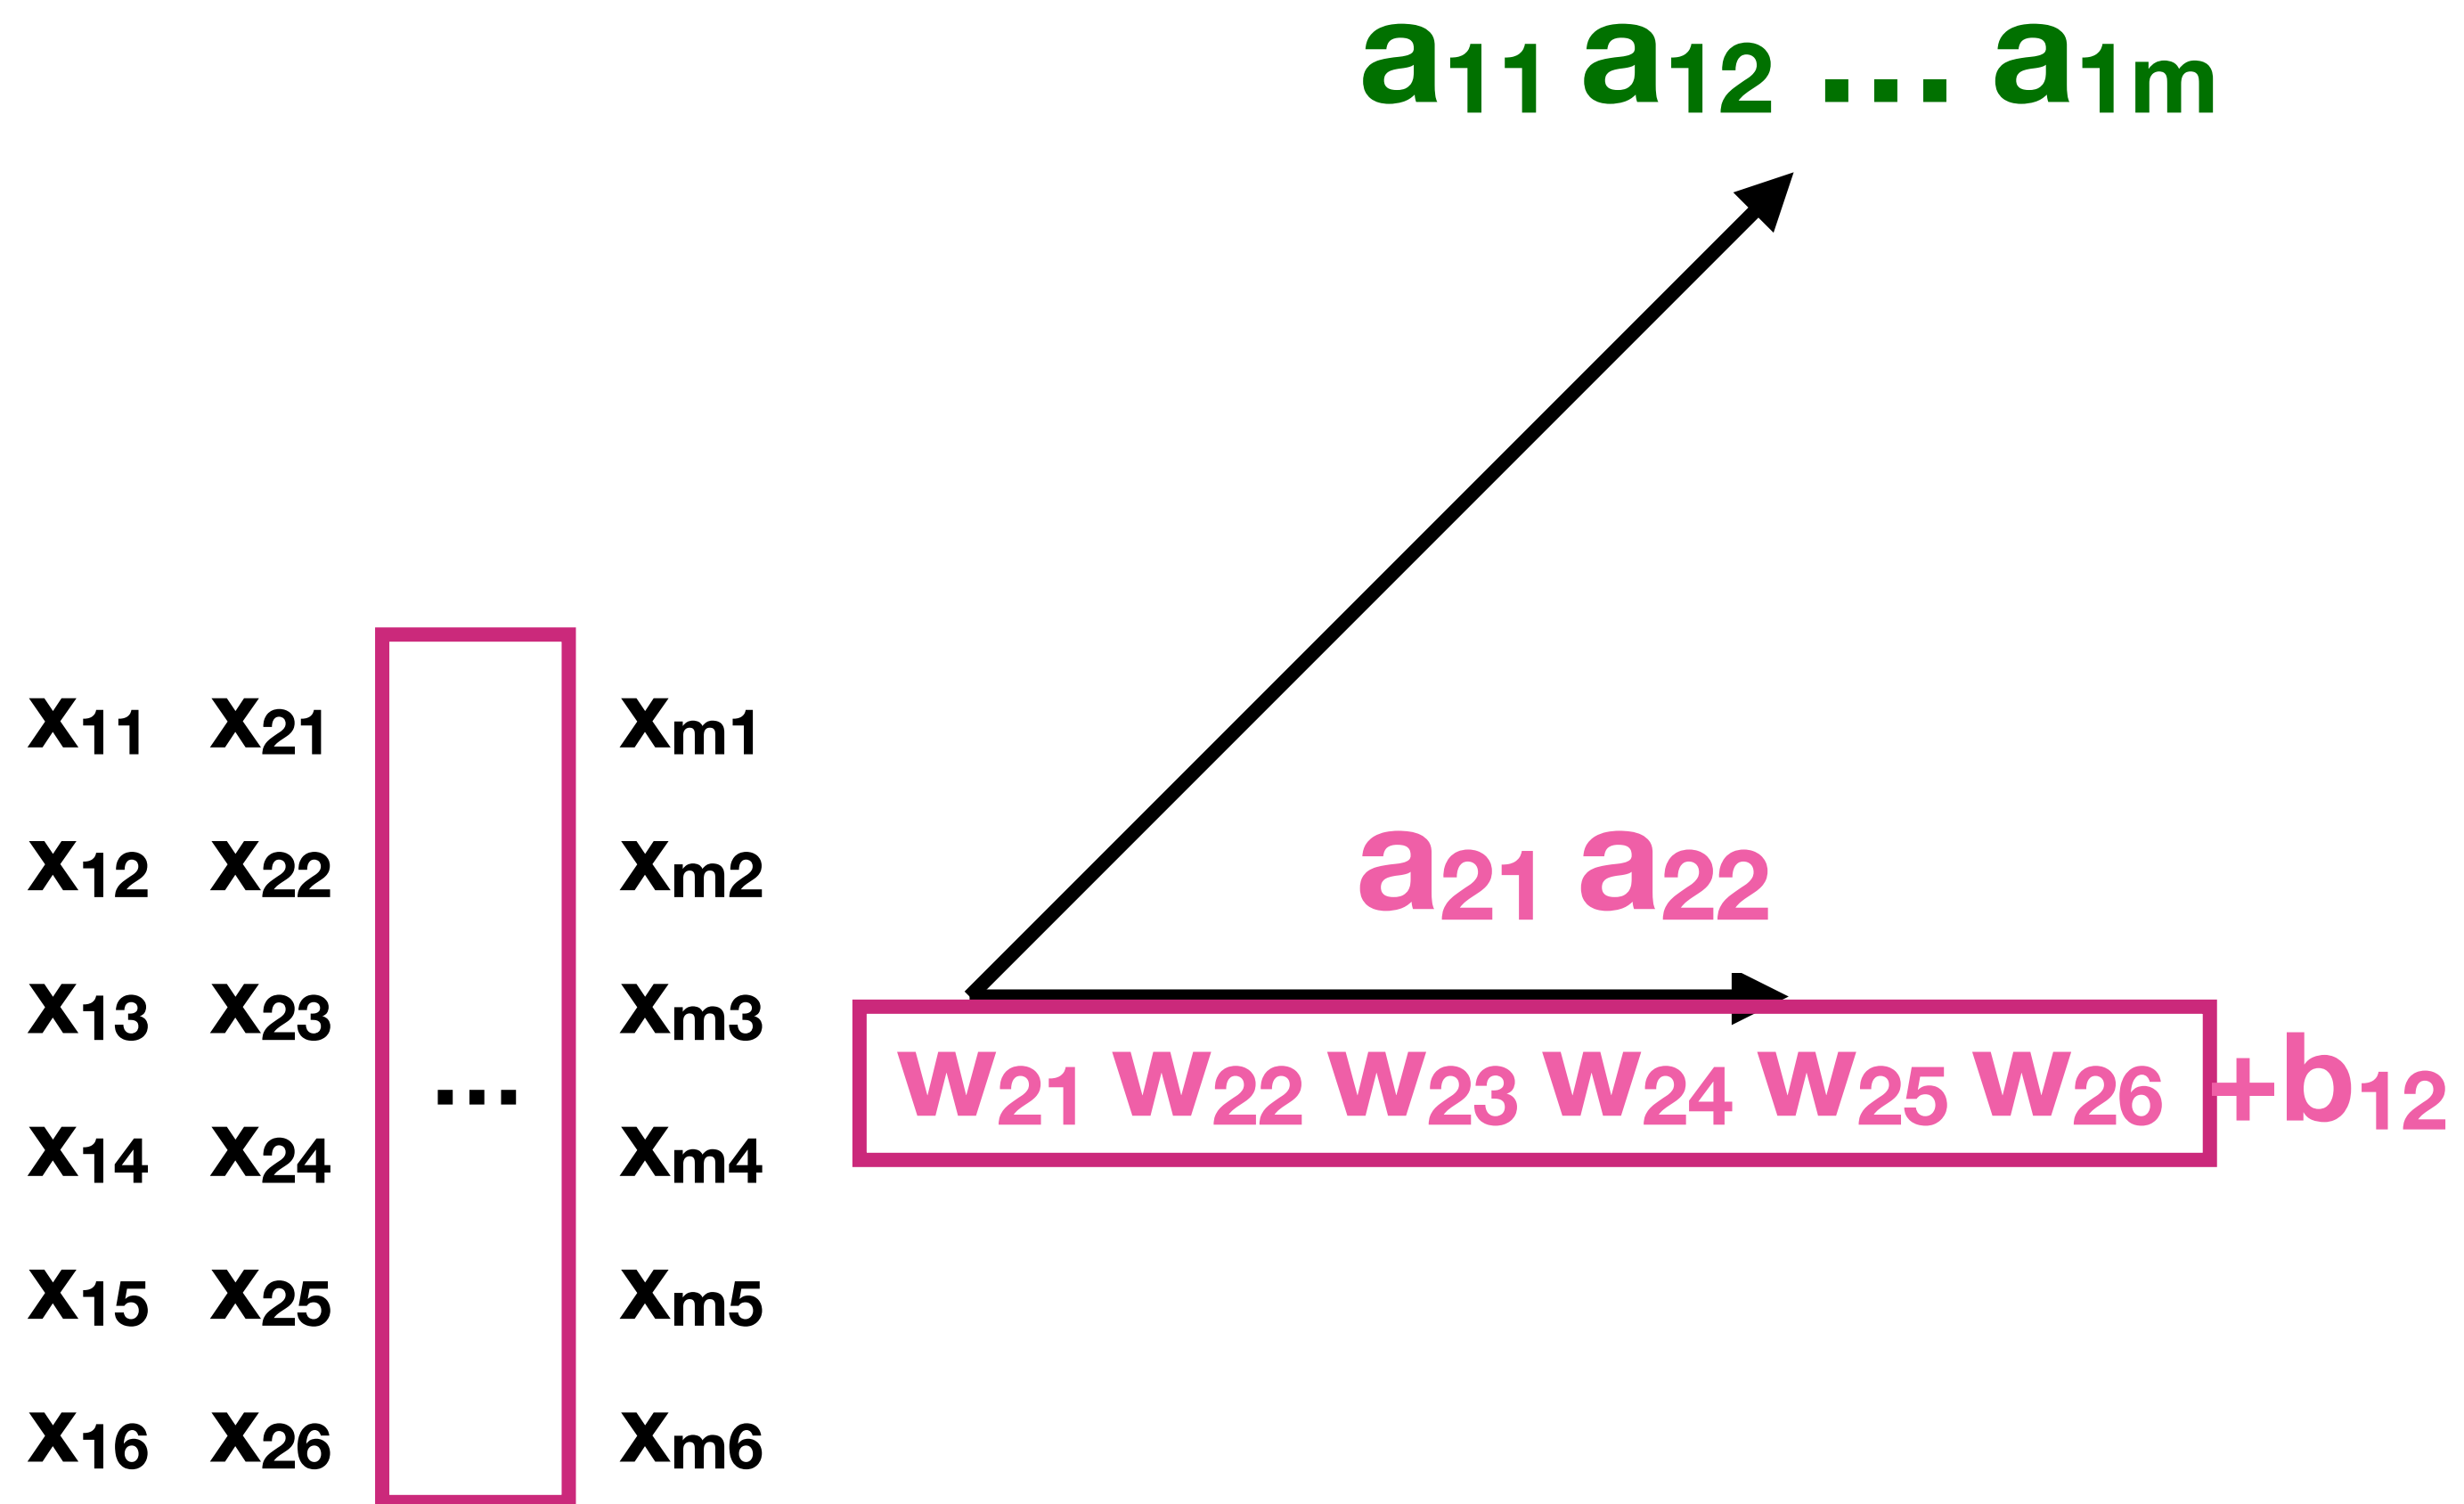 a11 a12 ... a1m
x11 x21 xm1
x12 x22 xm2
a21 a22
x13 x23 xm3
w21 w22 w23 w24 w25 w26 +b12
...
x14 x24 xm4
x15 x25 xm5
x16 x26 xm6